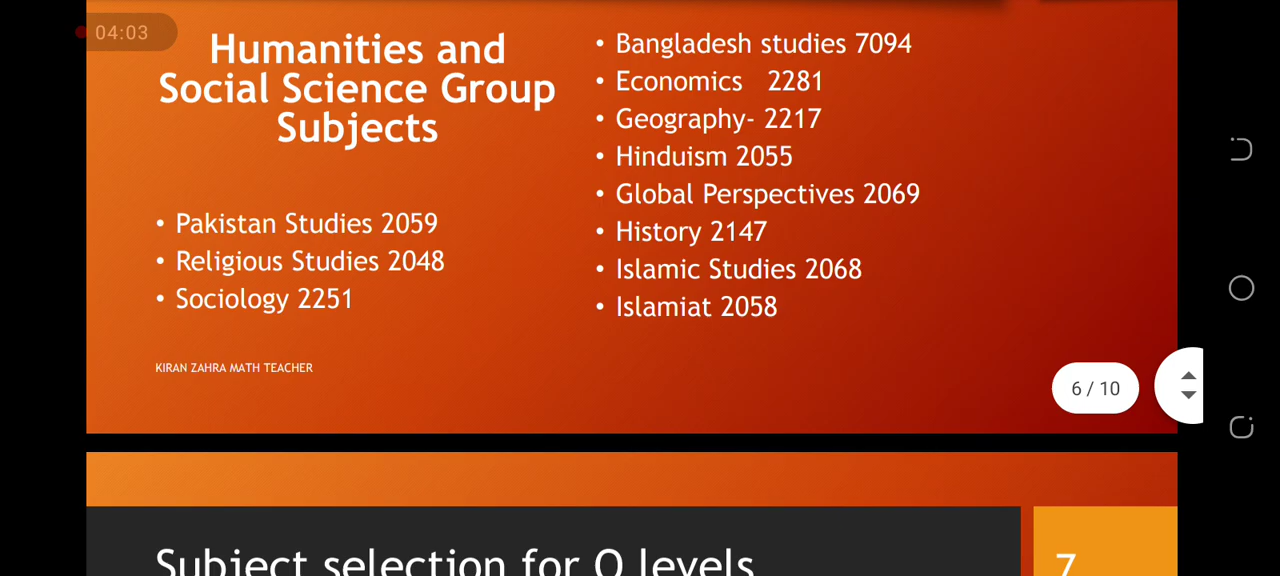 04:03
Humanities and
Social Science Group
Subjects
• Pakistan Studies 2059
• Religious Studies 2048
• Sociology 2251
• Bangladesh studies 7094
• Economics 2281
• Geography- 2217
• Hinduism 2055
• Global Perspectives 2069
• History 2147
• Islamic Studies 2068
• Islamiat 2058
KIRAN ZAHRA MATH TEACHER
6 / 10
Subject selection for O levels
7